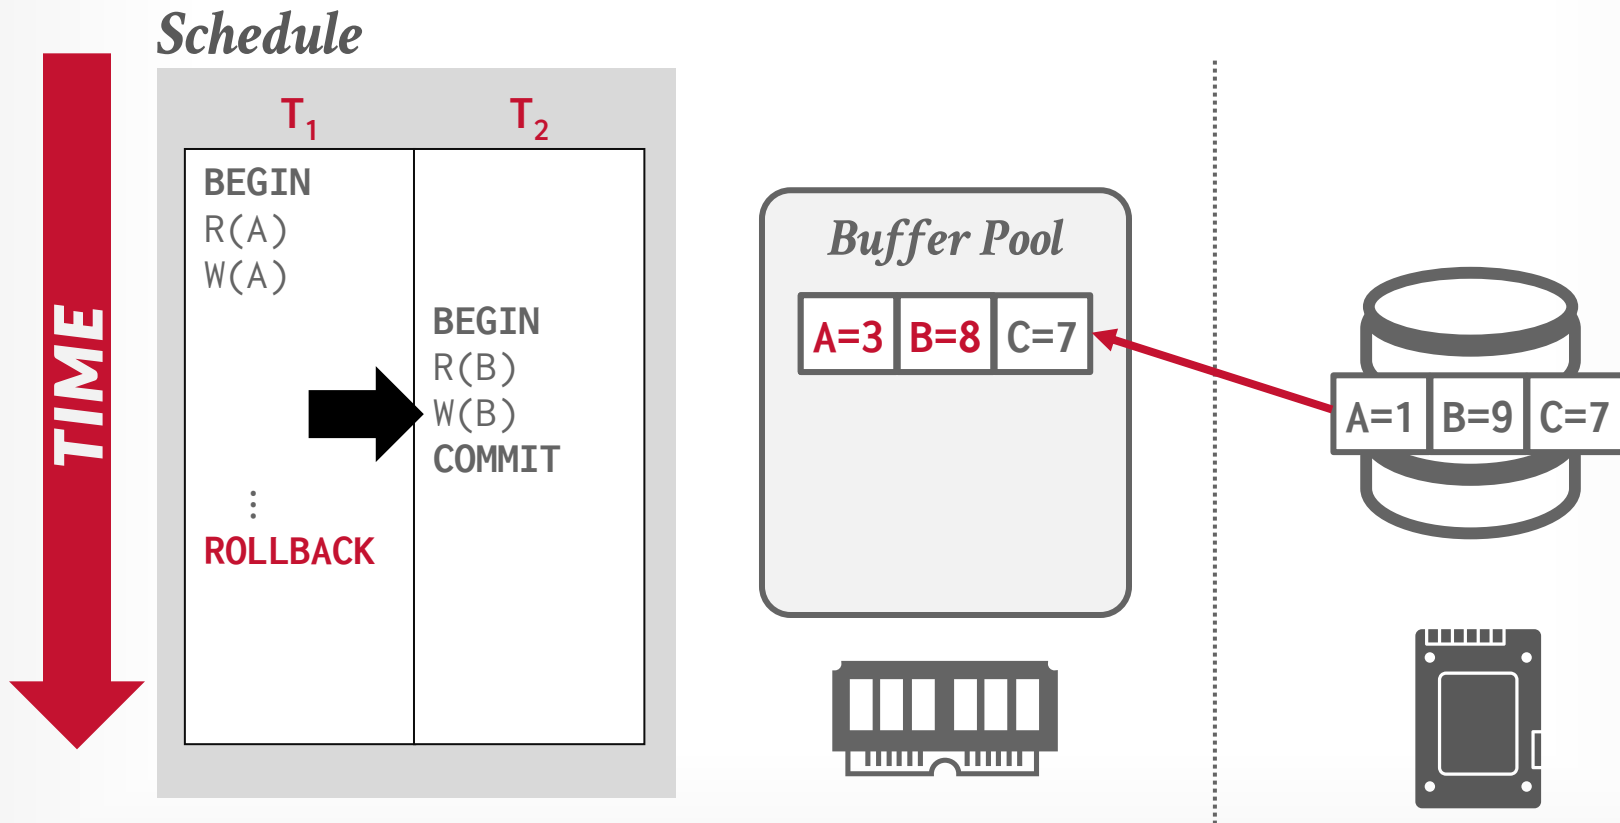 Schedule
TIME
T₁ T₂
BEGIN
R(A)
W(A)
BEGIN
R(B)
W(B)
COMMIT
⋮
ROLLBACK
Buffer Pool
A=3 B=8 C=7
A=1 B=9 C=7